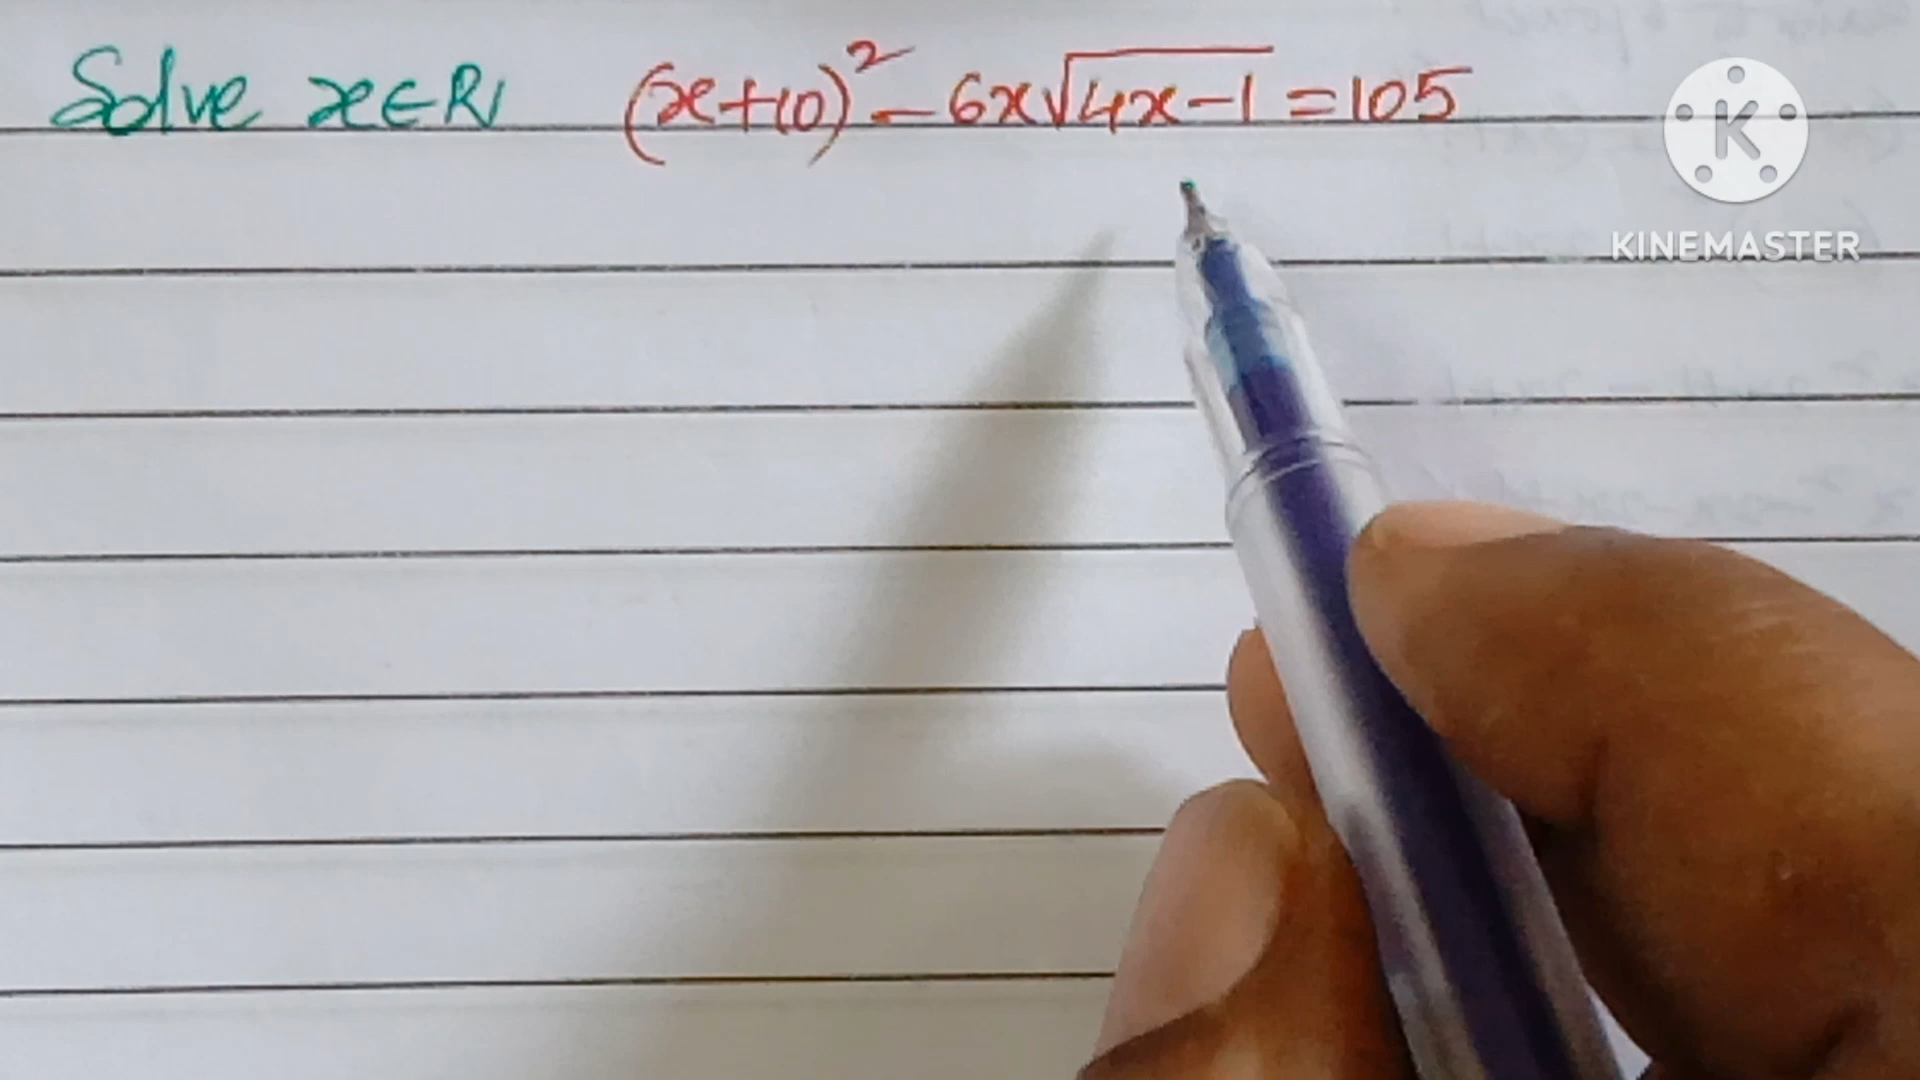 Solve x∈R, (x+10)² - 6x√4x-1 = 105
K
KINEMASTER